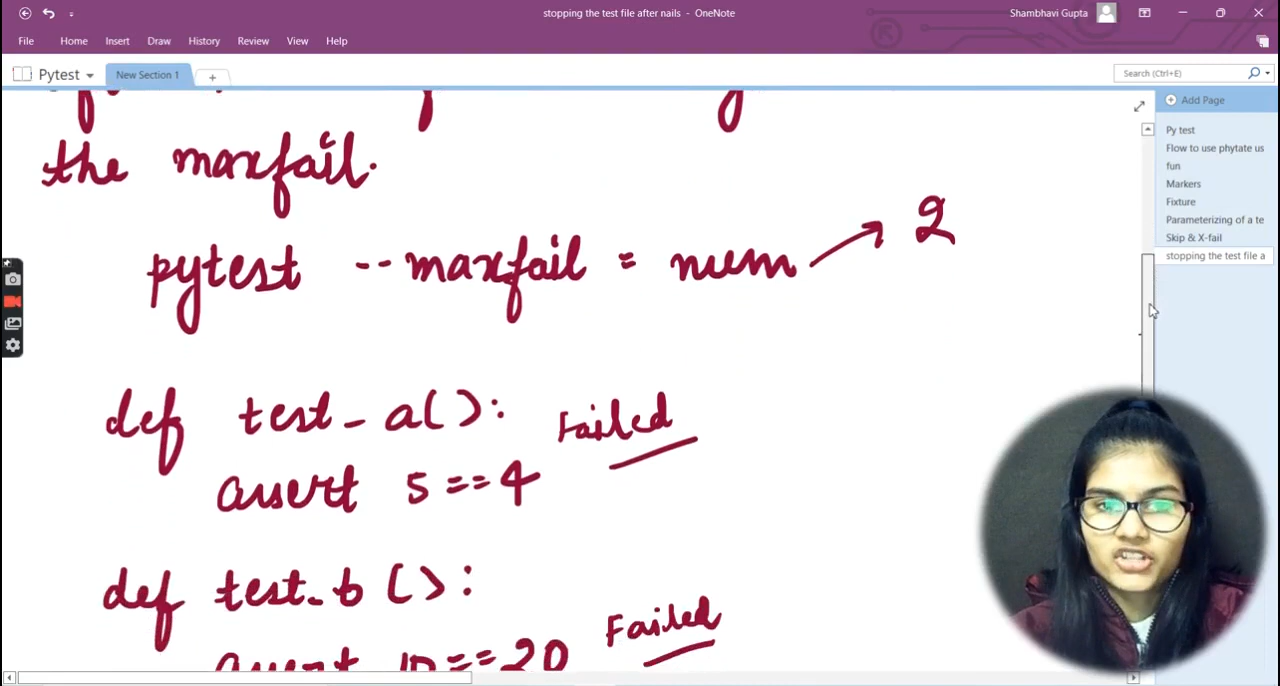 stopping the test file after nails - OneNote
Shambhavi Gupta
File Home Insert Draw History Review View Help
Pytest New Section 1
Search (Ctrl+E)
Add Page
the maxfail.
pytest --maxfail = num → 2
def test_a():
Failed
assert 5==4
def test_b():
Failed
assert 10==20
Py test
Flow to use phytate us
fun
Markers
Fixture
Parameterizing of a te
Skip & X-fail
stopping the test file a